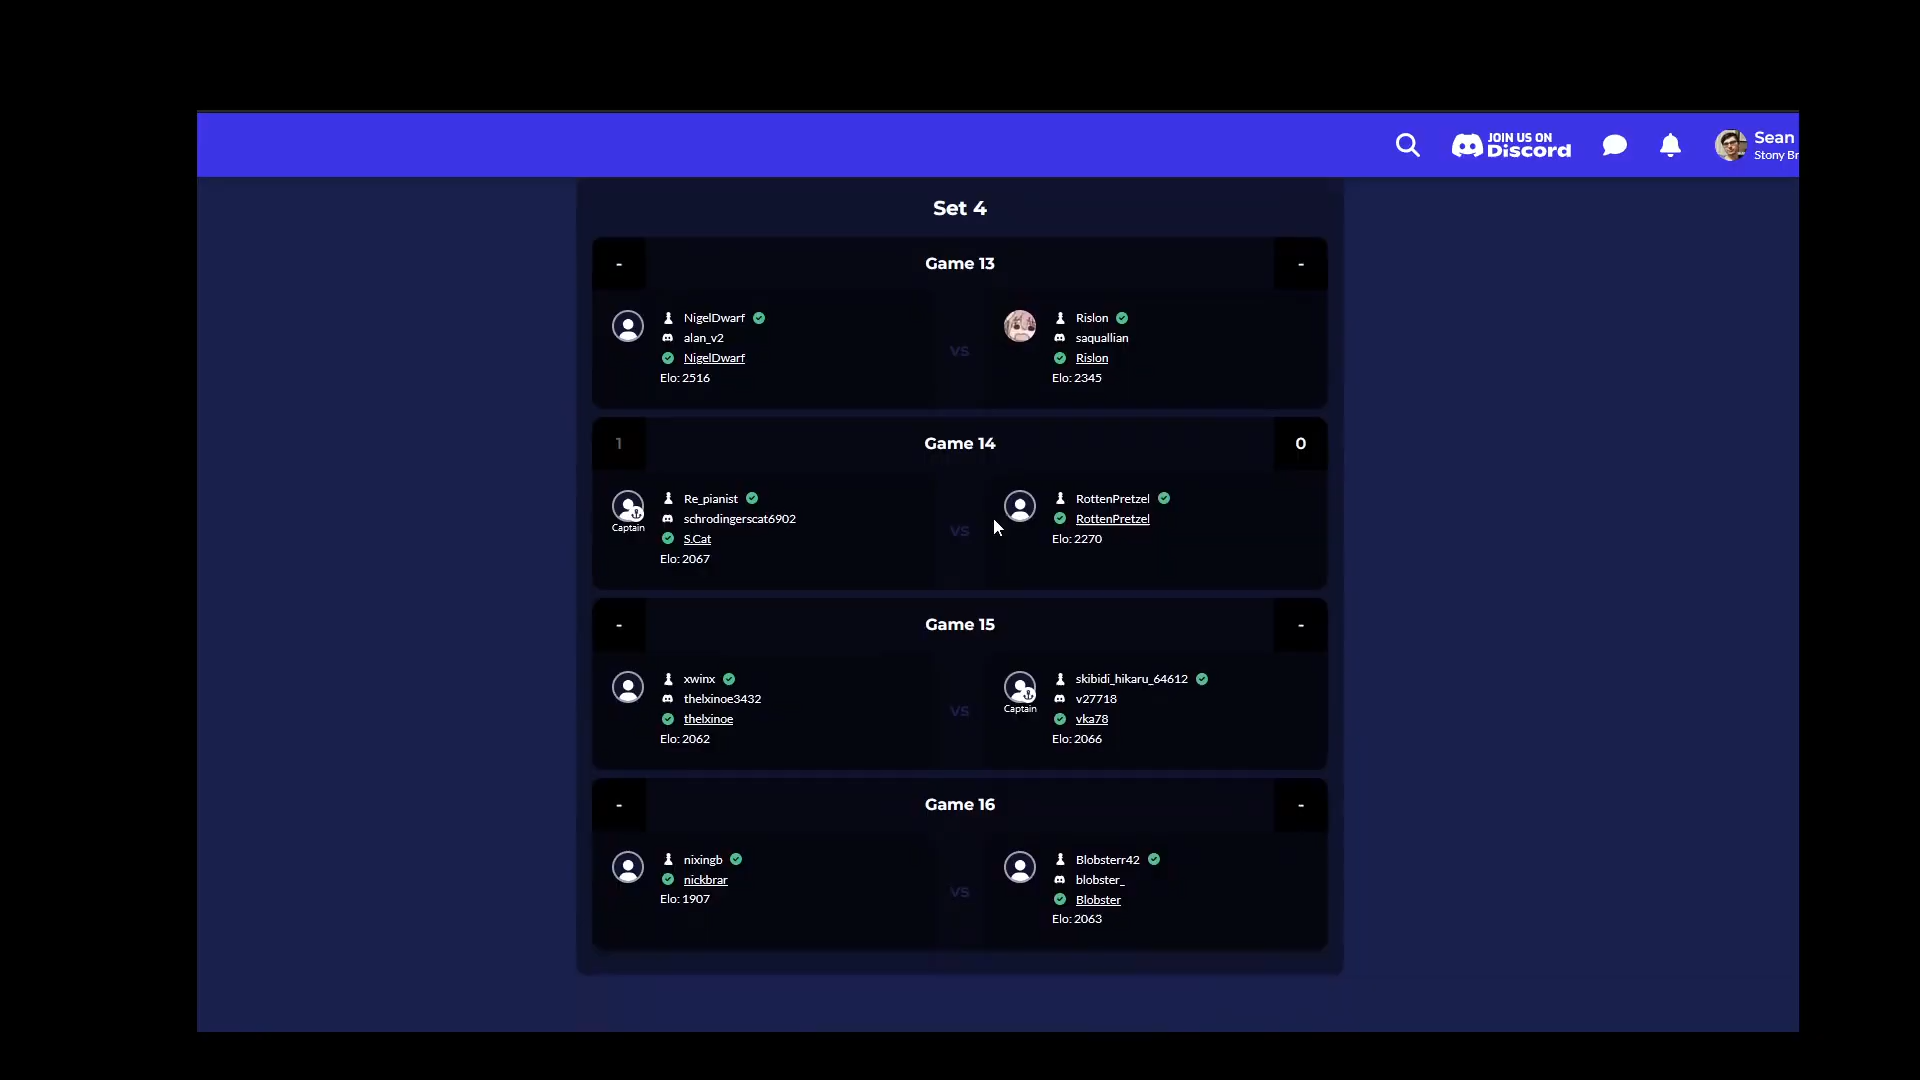 JOIN US ON
Discord
Sean
Stony Br
Set 4
- Game 13 -
NigelDwarf
alan_v2
NigelDwarf
Elo: 2516
VS
Rislon
saquallian
Rislon
Elo: 2345
1 Game 14 0
Captain
Re_pianist
schrodingerscat6902
S.Cat
Elo: 2067
VS
RottenPretzel
RottenPretzel
Elo: 2270
- Game 15 -
xwinx
thelxinoe3432
thelxinoe
Elo: 2062
VS
Captain
skibidi_hikaru_64612
v27718
vka78
Elo: 2066
- Game 16 -
nixingb
nickbrar
Elo: 1907
VS
Blobsterr42
blobster_
Blobster
Elo: 2063